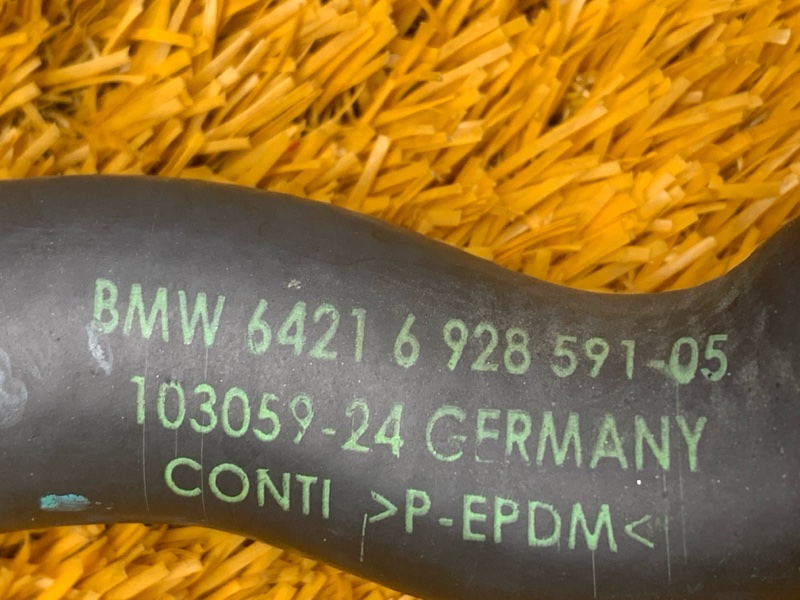 BMW 6421 6 928 591-05
103059-24 GERMANY
CONTI >P-EPDM<